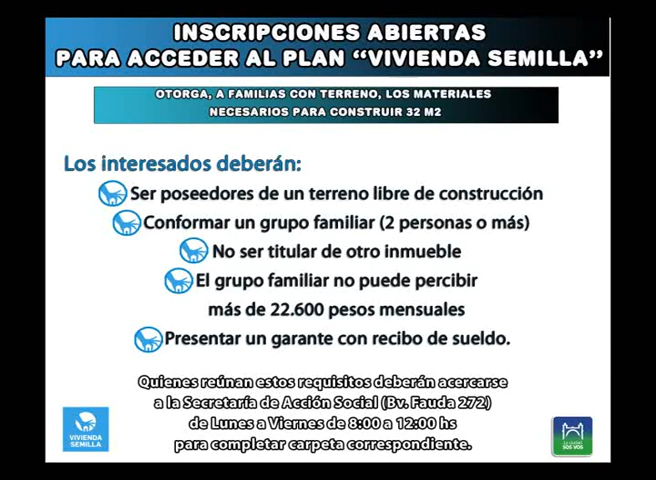 INSCRIPCIONES ABIERTAS
PARA ACCEDER AL PLAN “VIVIENDA SEMILLA”
OTORGA, A FAMILIAS CON TERRENO, LOS MATERIALES
NECESARIOS PARA CONSTRUIR 32 M2
Los interesados deberán:
Ser poseedores de un terreno libre de construcción
Conformar un grupo familiar (2 personas o más)
No ser titular de otro inmueble
El grupo familiar no puede percibir
más de 22.600 pesos mensuales
Presentar un garante con recibo de sueldo.
Quienes reúnan estos requisitos deberán acercarse
a la Secretaría de Acción Social (Bv. Fauda 272)
de Lunes a Viernes de 8:00 a 12:00 hs
para completar carpeta correspondiente.
VIVIENDA
SEMILLA
La ciudad
SOS VOS